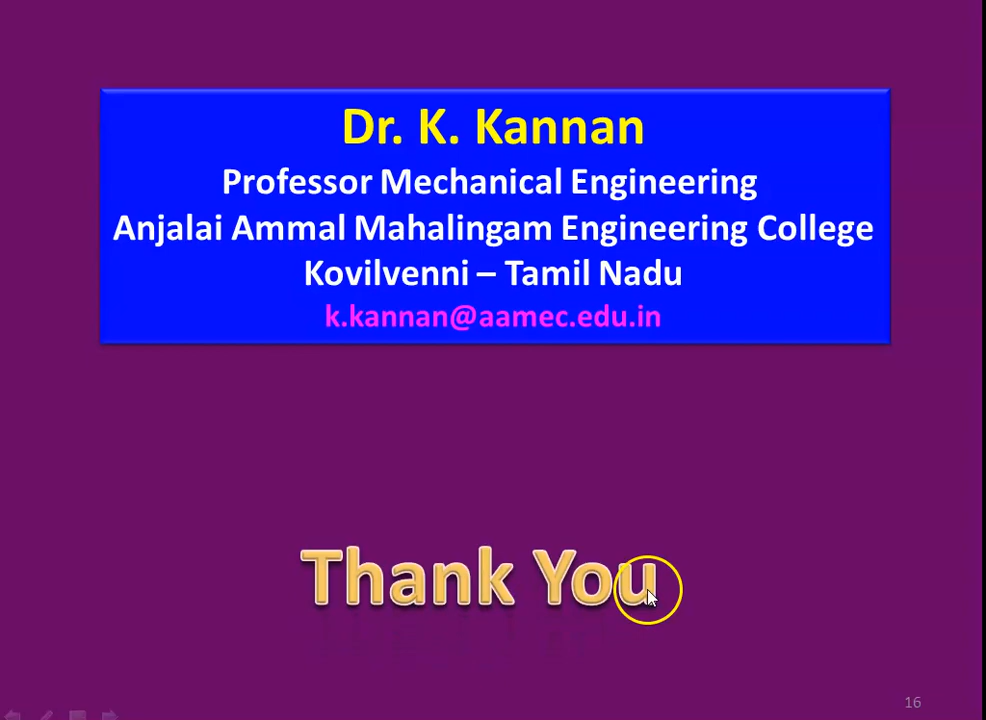 Dr. K. Kannan
Professor Mechanical Engineering
Anjalai Ammal Mahalingam Engineering College
Kovilvenni – Tamil Nadu
k.kannan@aamec.edu.in
Thank You
16